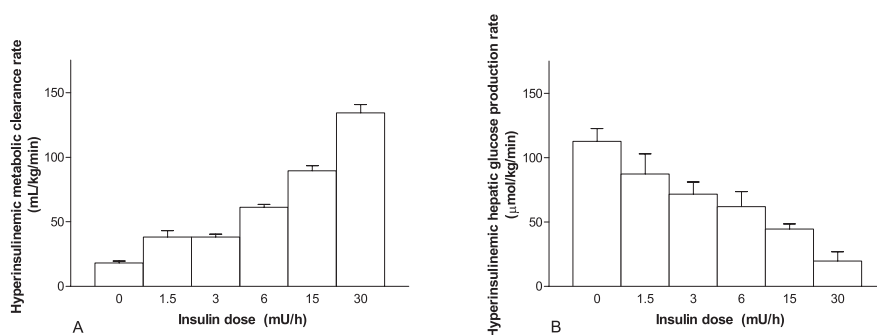 Hyperinsulinemic metabolic clearance rate
(mL/kg/min)
150
100
50
0
0 1.5 3 6 15 30
Insulin dose (mU/h)
A
Hyperinsulinemic hepatic glucose production rate
(μmol/kg/min)
150
100
50
0
0 1.5 3 6 15 30
Insulin dose (mU/h)
B